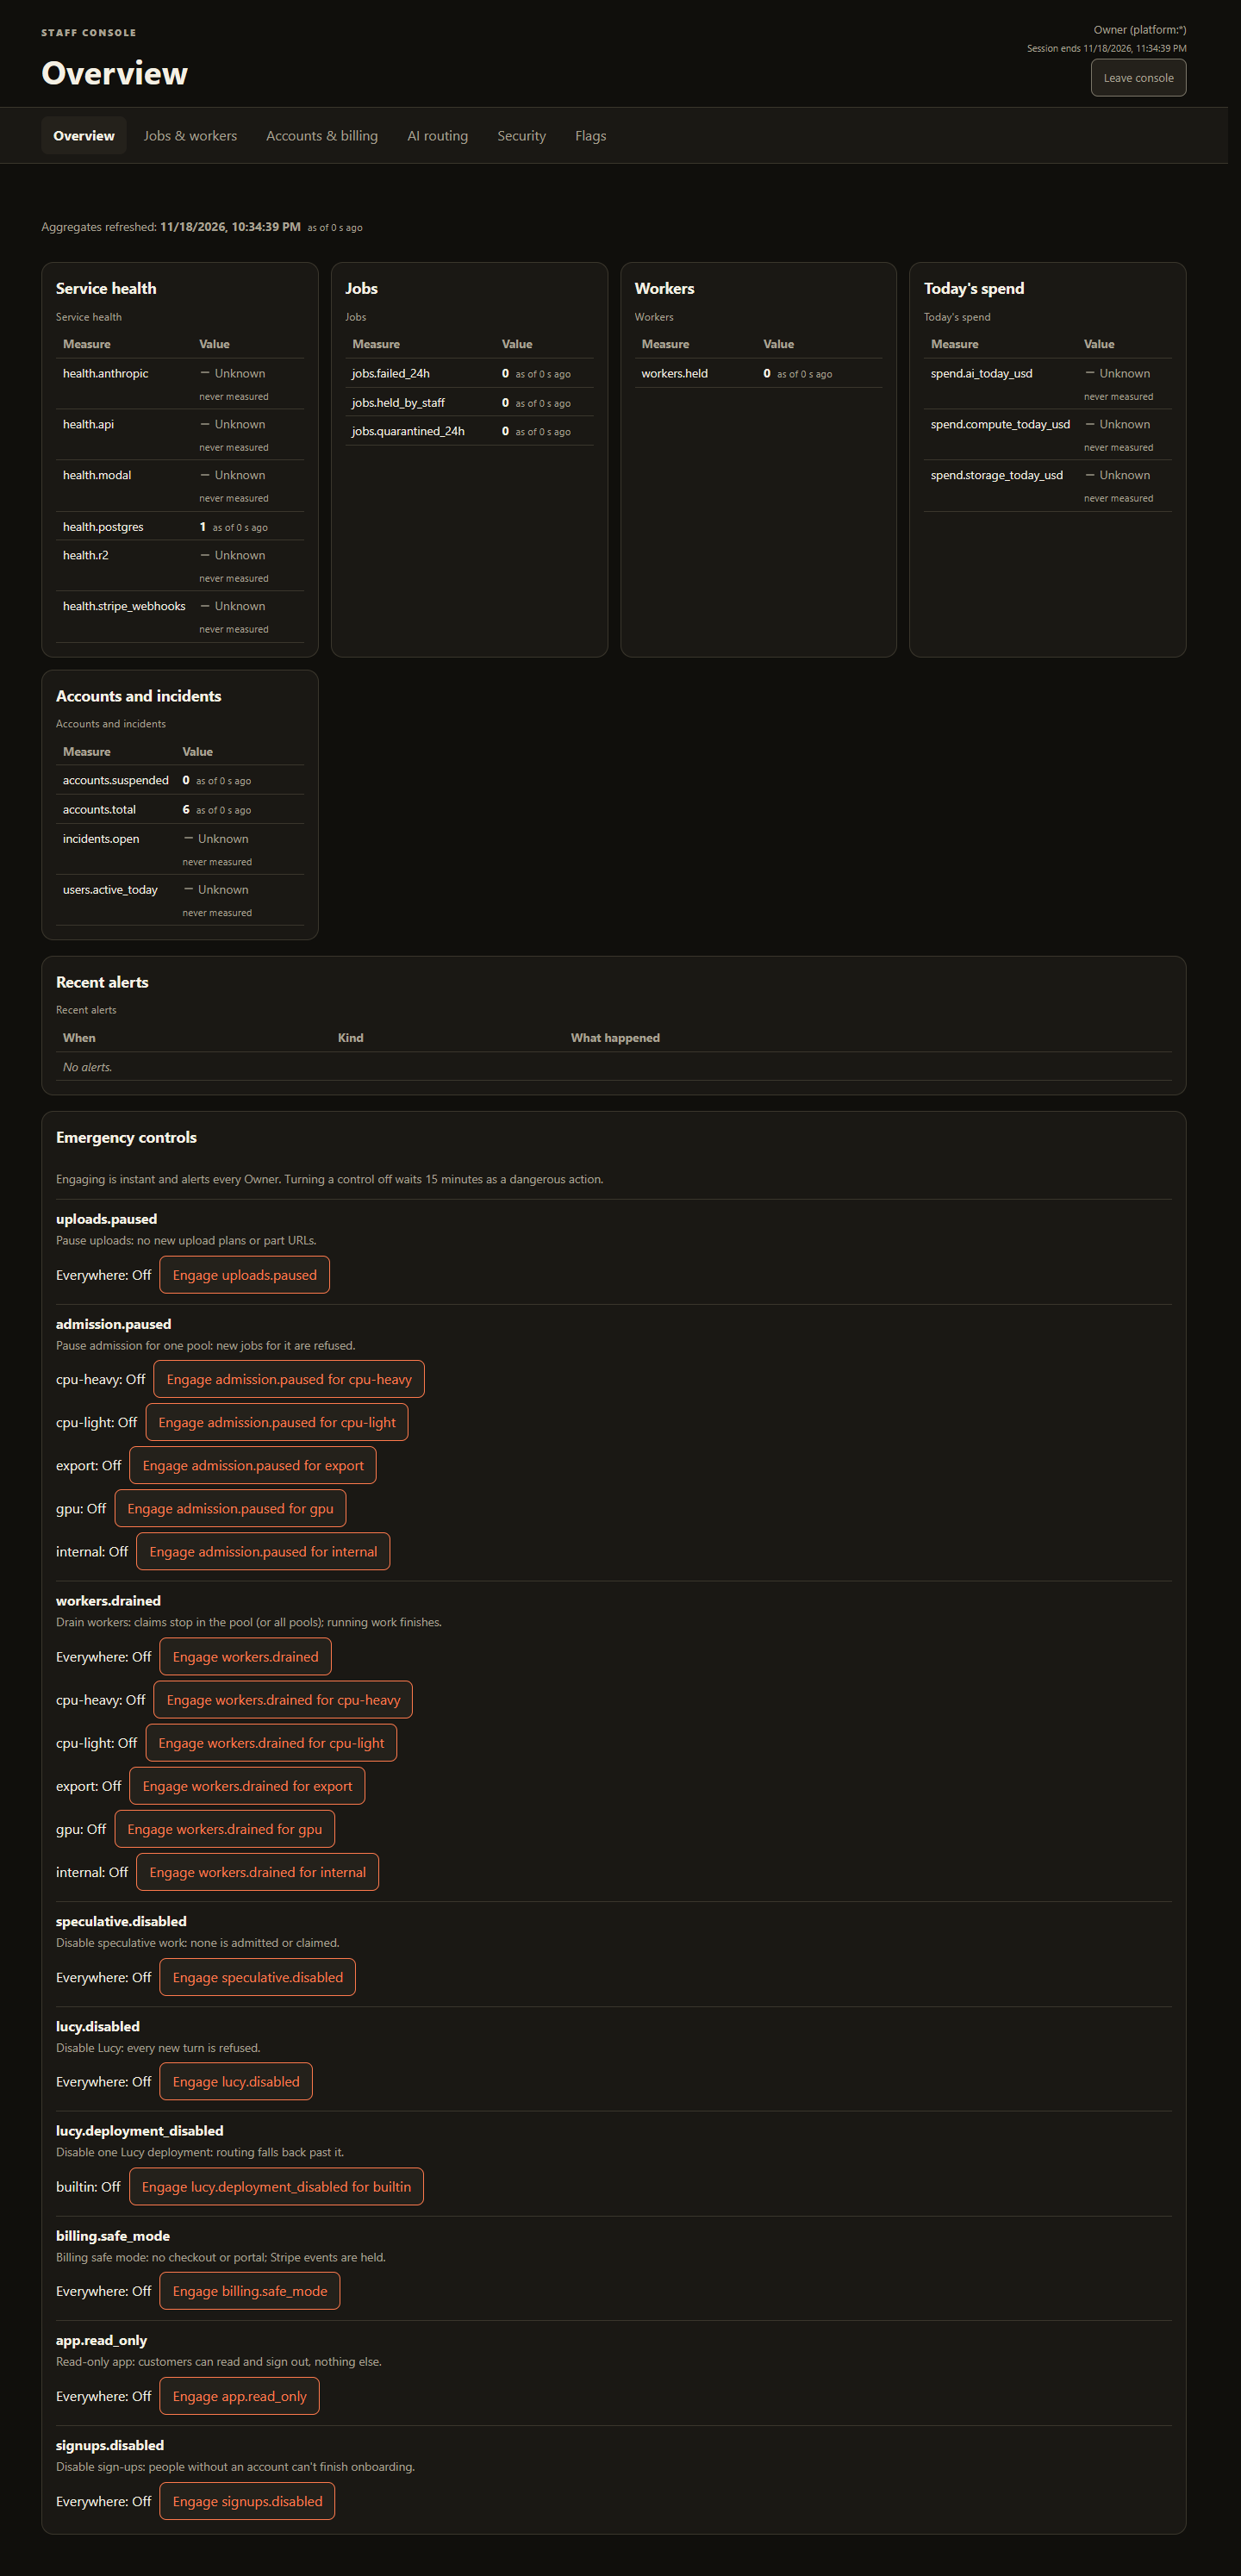 STAFF CONSOLE
Overview
Owner (platform:*)
Session ends 11/18/2026, 11:34:39 PM
Leave console
Overview
Jobs & workers
Accounts & billing
AI routing
Security
Flags
Aggregates refreshed: 11/18/2026, 10:34:39 PM as of 0 s ago
Service health
Service health
Measure Value
health.anthropic — Unknown
never measured
health.api — Unknown
never measured
health.modal — Unknown
never measured
health.postgres 1 as of 0 s ago
health.r2 — Unknown
never measured
health.stripe_webhooks — Unknown
never measured
Jobs
Jobs
Measure Value
jobs.failed_24h 0 as of 0 s ago
jobs.held_by_staff 0 as of 0 s ago
jobs.quarantined_24h 0 as of 0 s ago
Workers
Workers
Measure Value
workers.held 0 as of 0 s ago
Today's spend
Today's spend
Measure Value
spend.ai_today_usd — Unknown
never measured
spend.compute_today_usd — Unknown
never measured
spend.storage_today_usd — Unknown
never measured
Accounts and incidents
Accounts and incidents
Measure Value
accounts.suspended 0 as of 0 s ago
accounts.total 6 as of 0 s ago
incidents.open — Unknown
never measured
users.active_today — Unknown
never measured
Recent alerts
Recent alerts
When Kind What happened
No alerts.
Emergency controls
Engaging is instant and alerts every Owner. Turning a control off waits 15 minutes as a dangerous action.
uploads.paused
Pause uploads: no new upload plans or part URLs.
Everywhere: Off Engage uploads.paused
admission.paused
Pause admission for one pool: new jobs for it are refused.
cpu-heavy: Off Engage admission.paused for cpu-heavy
cpu-light: Off Engage admission.paused for cpu-light
export: Off Engage admission.paused for export
gpu: Off Engage admission.paused for gpu
internal: Off Engage admission.paused for internal
workers.drained
Drain workers: claims stop in the pool (or all pools); running work finishes.
Everywhere: Off Engage workers.drained
cpu-heavy: Off Engage workers.drained for cpu-heavy
cpu-light: Off Engage workers.drained for cpu-light
export: Off Engage workers.drained for export
gpu: Off Engage workers.drained for gpu
internal: Off Engage workers.drained for internal
speculative.disabled
Disable speculative work: none is admitted or claimed.
Everywhere: Off Engage speculative.disabled
lucy.disabled
Disable Lucy: every new turn is refused.
Everywhere: Off Engage lucy.disabled
lucy.deployment_disabled
Disable one Lucy deployment: routing falls back past it.
builtin: Off Engage lucy.deployment_disabled for builtin
billing.safe_mode
Billing safe mode: no checkout or portal; Stripe events are held.
Everywhere: Off Engage billing.safe_mode
app.read_only
Read-only app: customers can read and sign out, nothing else.
Everywhere: Off Engage app.read_only
signups.disabled
Disable sign-ups: people without an account can't finish onboarding.
Everywhere: Off Engage signups.disabled